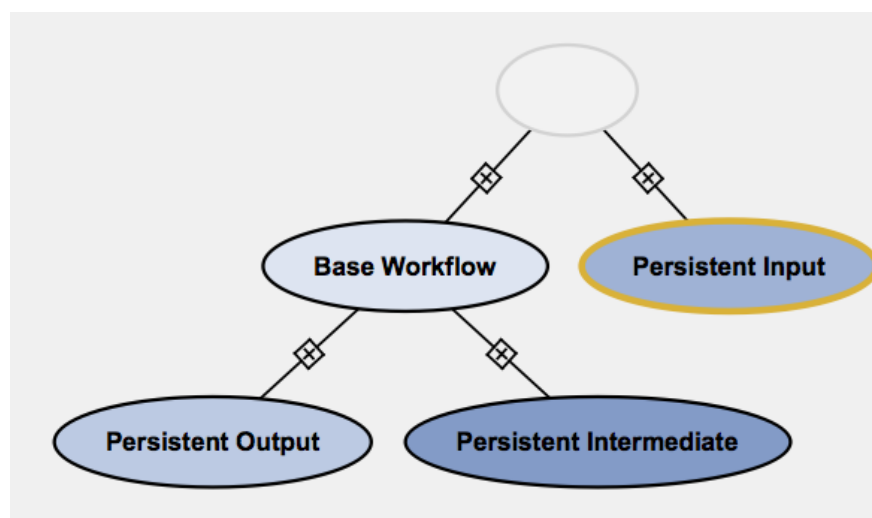 Base Workflow
Persistent Input
Persistent Output
Persistent Intermediate